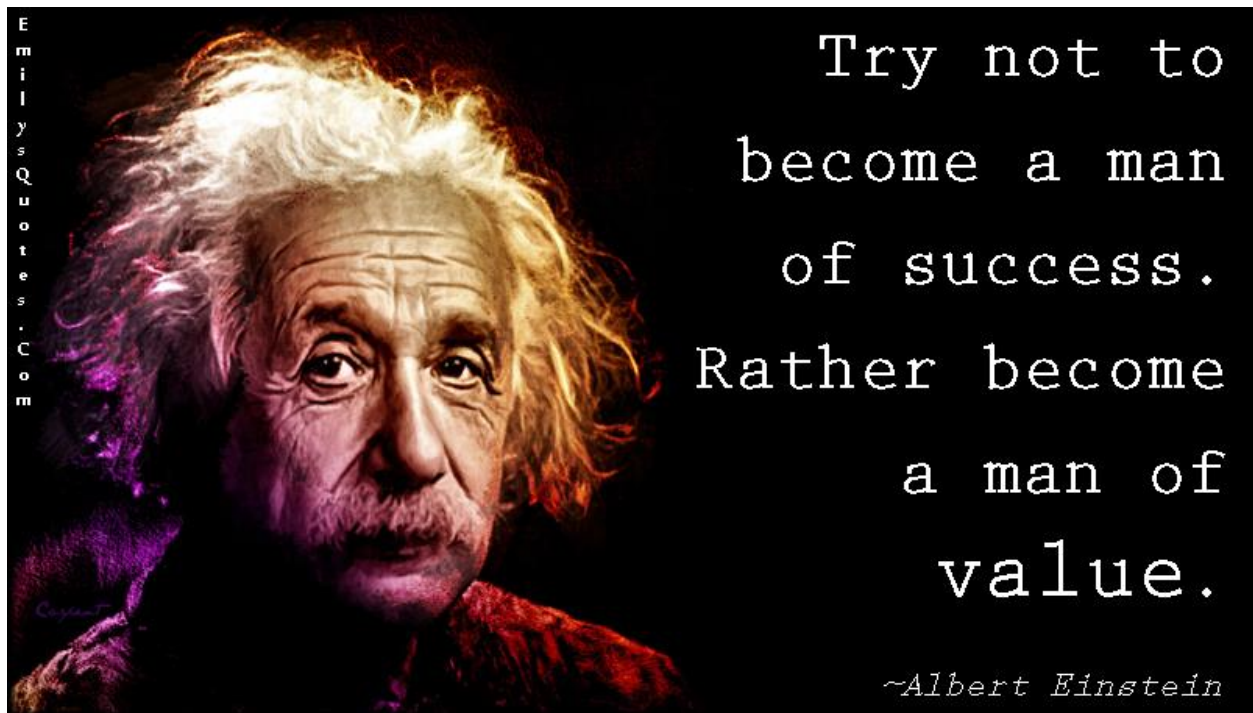 EmilysQuotes.Com
Try not to
become a man
of success.
Rather become
a man of
value.
~Albert Einstein